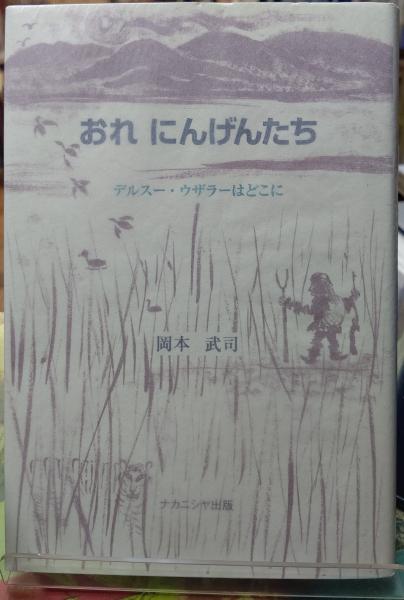 おれ にんげんたち
デルスー・ウザラーはどこに
岡本 武司
ナカニシヤ出版